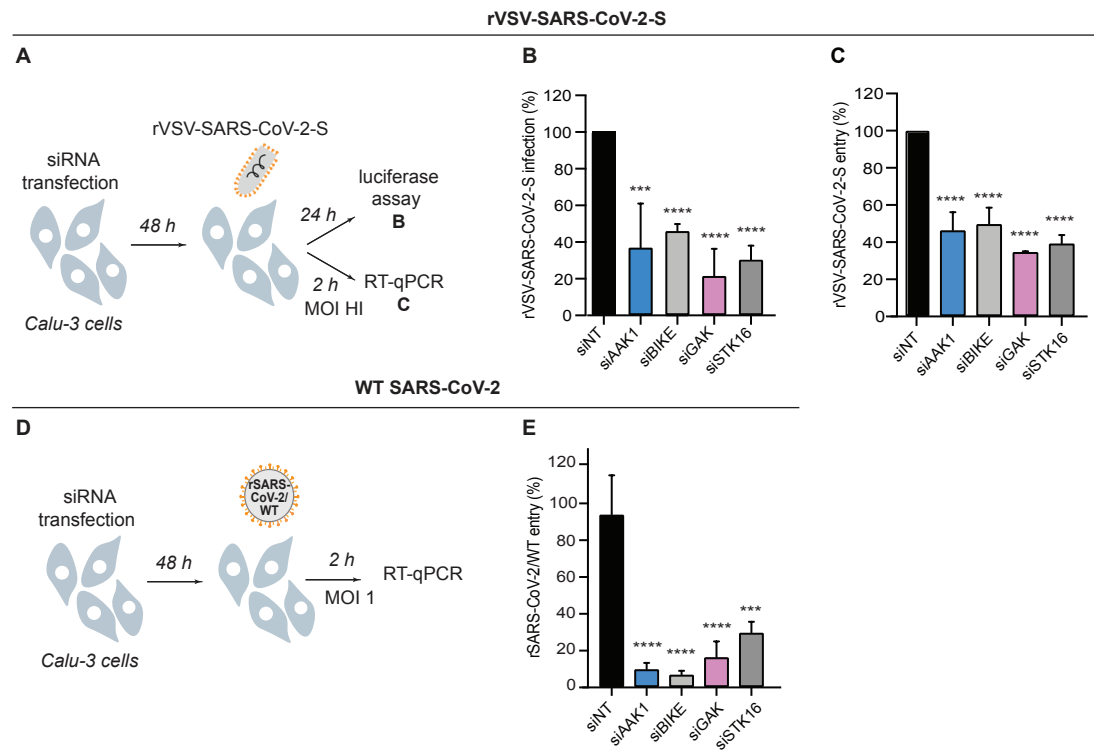 rVSV-SARS-CoV-2-S
A
rVSV-SARS-CoV-2-S
siRNA
transfection
48 h
24 h
luciferase
assay
B
2 h
MOI HI
RT-qPCR
C
Calu-3 cells
B
rVSV-SARS-CoV-2-S infection (%)
120
100
80
60
40
20
0
***
****
****
****
siNT
siAAK1
siBIKE
siGAK
siSTK16
C
rVSV-SARS-CoV-2-S entry (%)
120
100
80
60
40
20
0
****
****
****
****
siNT
siAAK1
siBIKE
siGAK
siSTK16
WT SARS-CoV-2
D
rSARS-
CoV-2/
WT
siRNA
transfection
48 h
2 h
MOI 1
RT-qPCR
Calu-3 cells
E
rSARS-CoV-2/WT entry (%)
120
100
80
60
40
20
0
****
****
****
***
siNT
siAAK1
siBIKE
siGAK
siSTK16